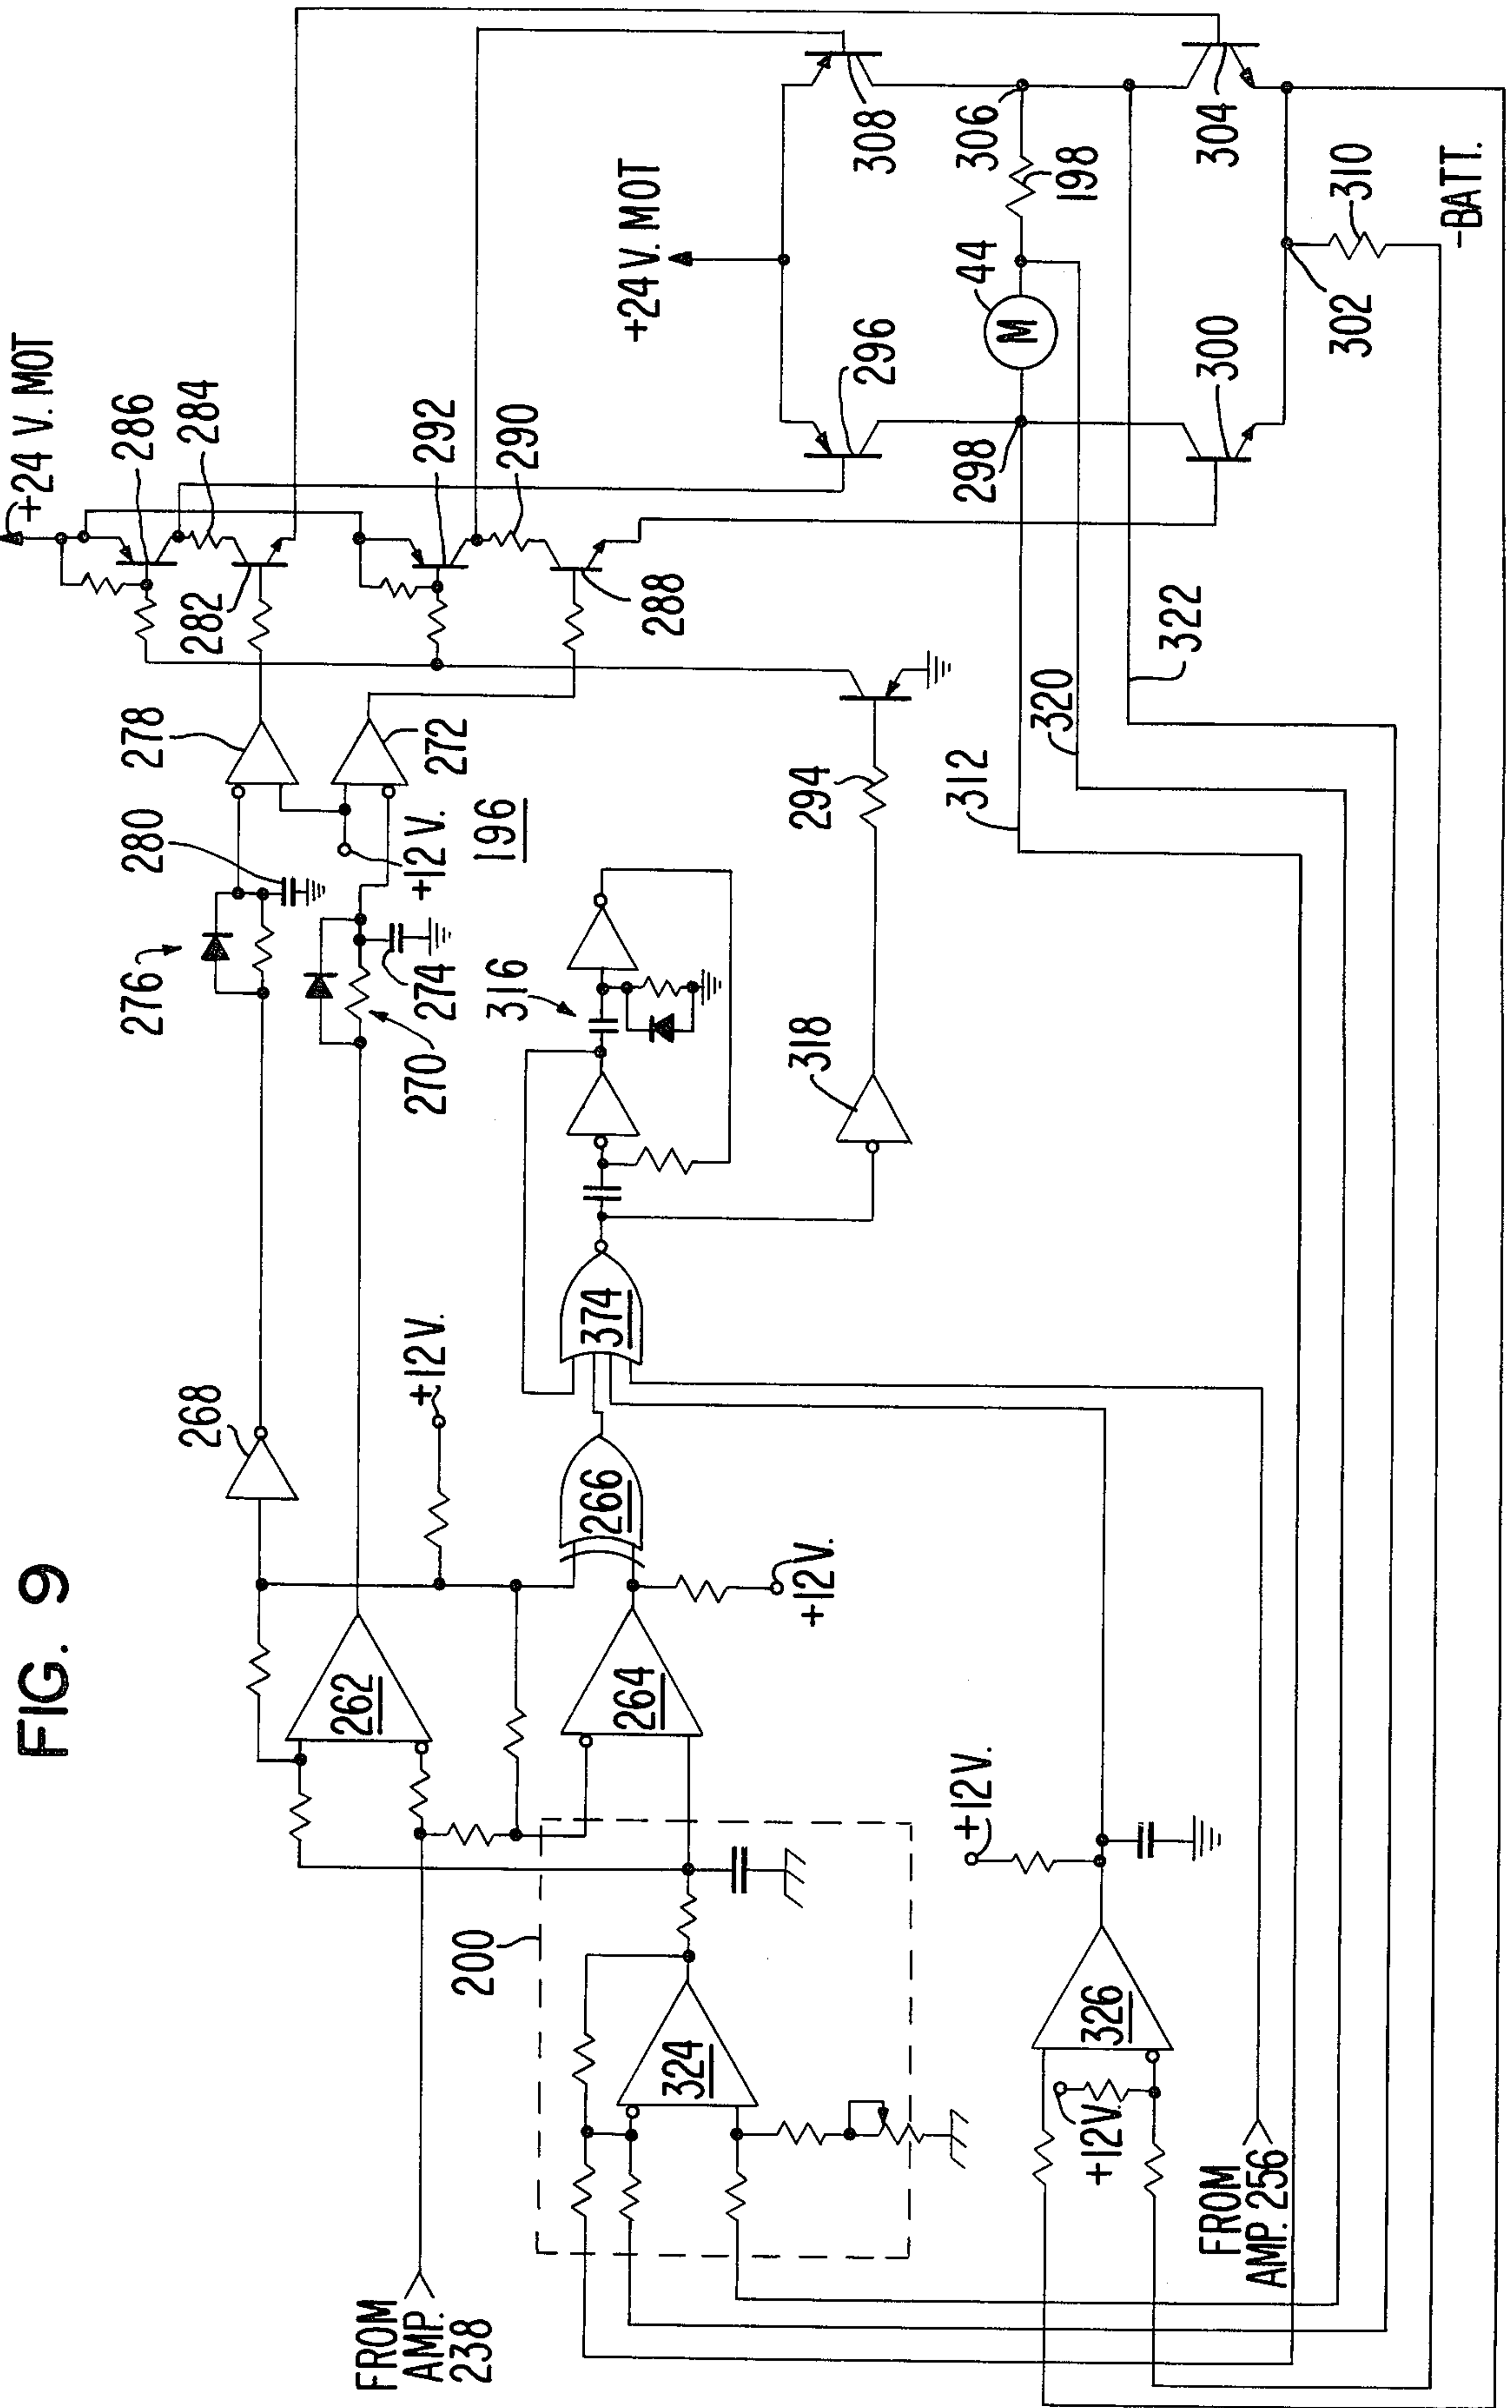 FIG. 9
+24 V. MOT
286
284
282
292
290
288
278
272
280
+12 V.
276
274
270
196
268
+12 V.
262
264
266
+12 V.
374
316
318
294
312
320
322
+24 V. MOT
296
308
44
M
298
306
198
300
304
302
310
-BATT.
200
324
326
+12 V.
+12 V.
FROM
AMP.
238
FROM
AMP. 256